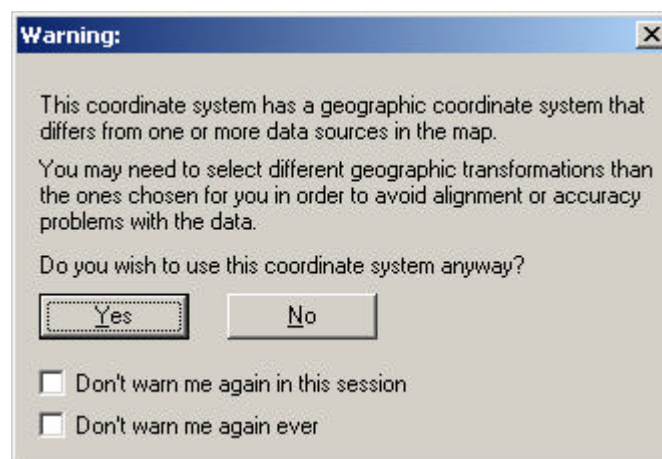 Warning:
This coordinate system has a geographic coordinate system that
differs from one or more data sources in the map.
You may need to select different geographic transformations than
the ones chosen for you in order to avoid alignment or accuracy
problems with the data.
Do you wish to use this coordinate system anyway?
Yes No
Don't warn me again in this session
Don't warn me again ever